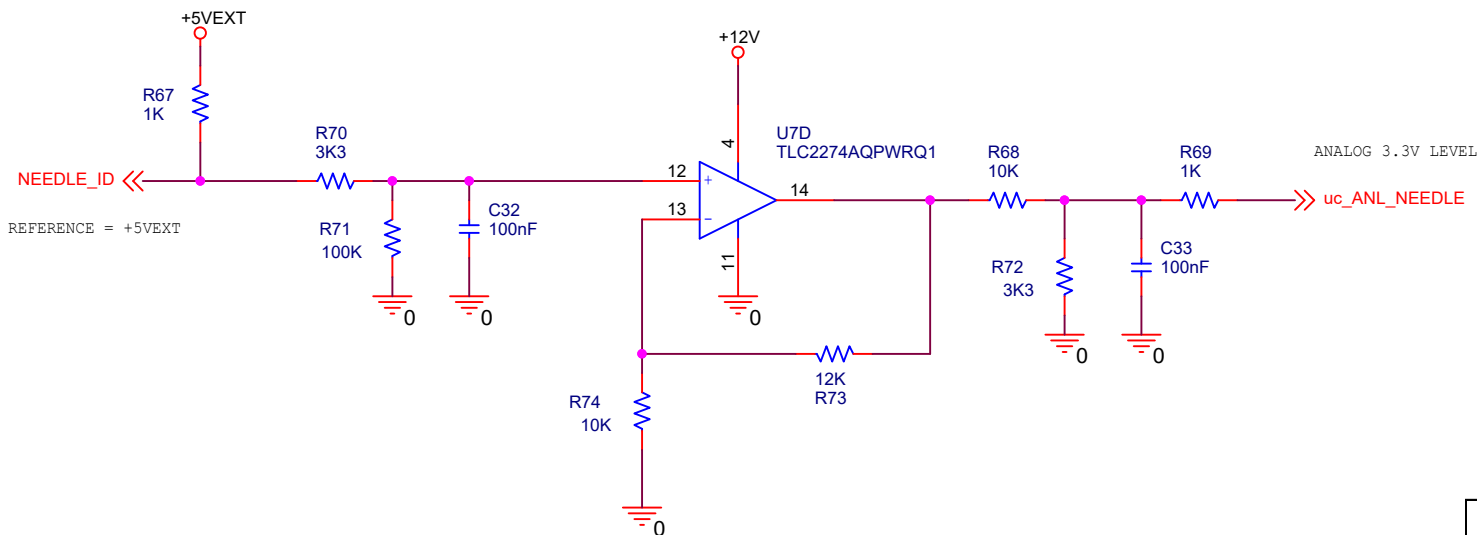 +5VEXT
+12V
R67
1K
R70
3K3
U7D
TLC2274AQPWRQ1
4
R68
10K
R69
1K
ANALOG 3.3V LEVEL
NEEDLE_ID
12
+
14
uc_ANL_NEEDLE
REFERENCE = +5VEXT
R71
100K
C32
100nF
13
-
11
R72
3K3
C33
100nF
0
0
0
0
0
12K
R73
R74
10K
0